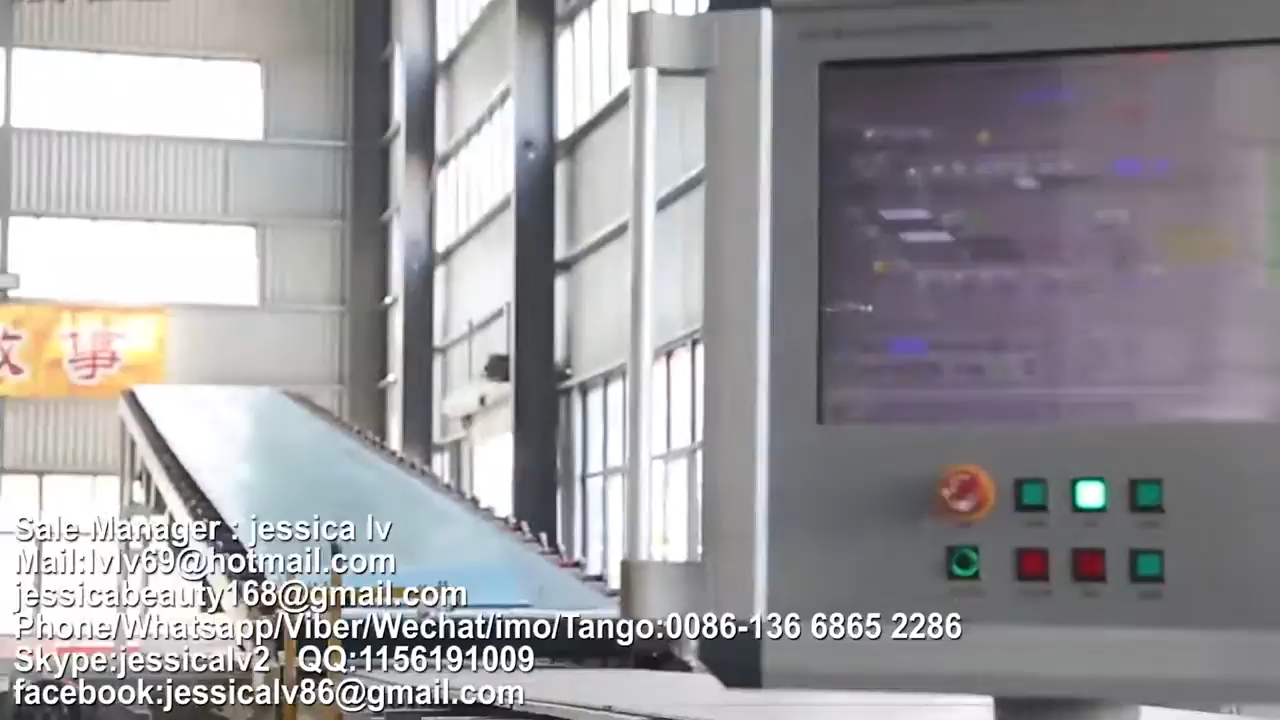 事
Sale Manager : jessica lv
Mail:lvlv69@hotmail.com
jessicabeauty168@gmail.com
Phone/Whatsapp/Viber/Wechat/imo/Tango:0086-136 6865 2286
Skype:jessicalv2 QQ:1156191009
facebook:jessicalv86@gmail.com